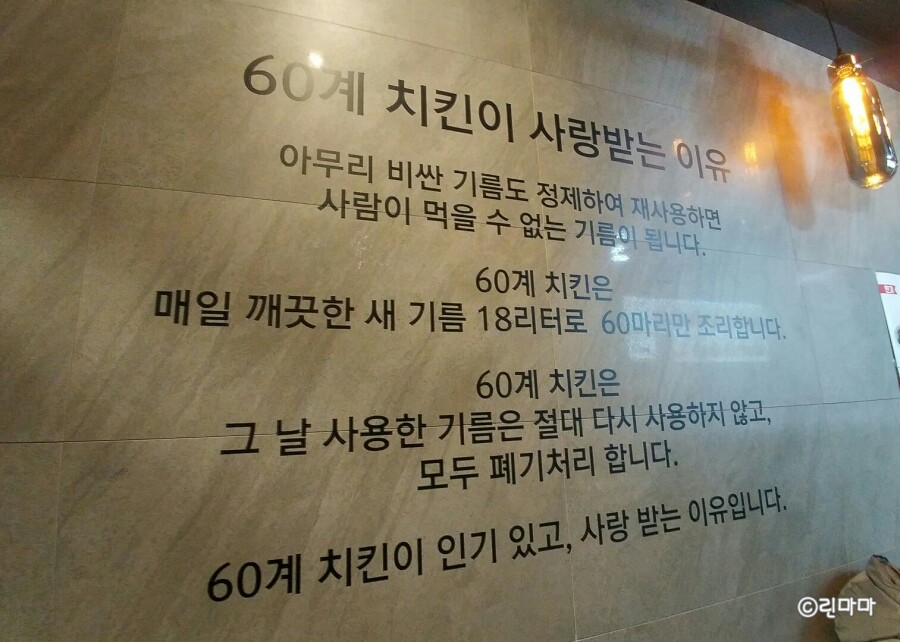 60계 치킨이 사랑받는 이유
아무리 비싼 기름도 정제하여 재사용하면
사람이 먹을 수 없는 기름이 됩니다.
60계 치킨은
매일 깨끗한 새 기름 18리터로 60마리만 조리합니다.
60계 치킨은
그 날 사용한 기름은 절대 다시 사용하지 않고,
모두 폐기처리 합니다.
60계 치킨이 인기 있고, 사랑 받는 이유입니다.
©린마마